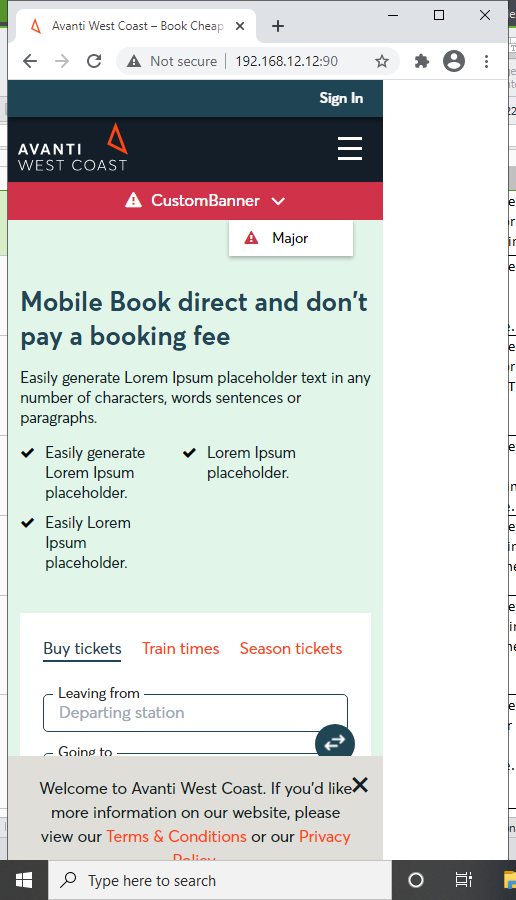 Avanti West Coast – Book Cheap
Not secure | 192.168.12.12:90
Sign In
AVANTI
WEST COAST
CustomBanner
Major
Mobile Book direct and don't
pay a booking fee
Easily generate Lorem Ipsum placeholder text in any
number of characters, words sentences or
paragraphs.
Easily generate
Lorem Ipsum
placeholder.
Lorem Ipsum
placeholder.
Easily Lorem
Ipsum
placeholder.
Buy tickets Train times Season tickets
Leaving from
Departing station
Going to
Welcome to Avanti West Coast. If you'd like
more information on our website, please
view our Terms & Conditions or our Privacy
Policy
Type here to search